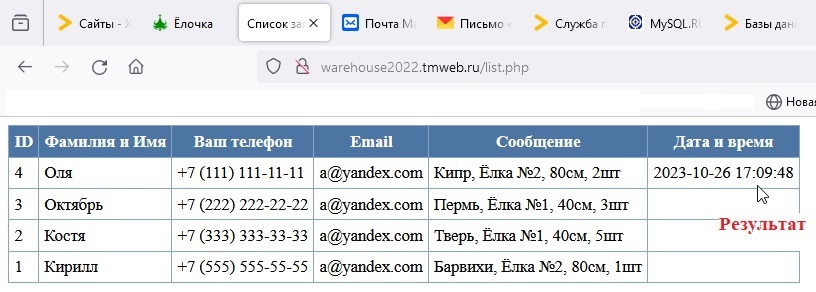 Сайты - Х
Ёлочка
Список за
Почта Ма
Письмо «
Служба п
MySQL.RU
Базы данн
warehouse2022.tmweb.ru/list.php
Новая
ID Фамилия и Имя Ваш телефон Email Сообщение Дата и время
4 Оля +7 (111) 111-11-11 a@yandex.com Кипр, Ёлка №2, 80см, 2шт 2023-10-26 17:09:48
3 Октябрь +7 (222) 222-22-22 a@yandex.com Пермь, Ёлка №1, 40см, 3шт
Результат
2 Костя +7 (333) 333-33-33 a@yandex.com Тверь, Ёлка №1, 40см, 5шт
1 Кирилл +7 (555) 555-55-55 a@yandex.com Барвихи, Ёлка №2, 80см, 1шт